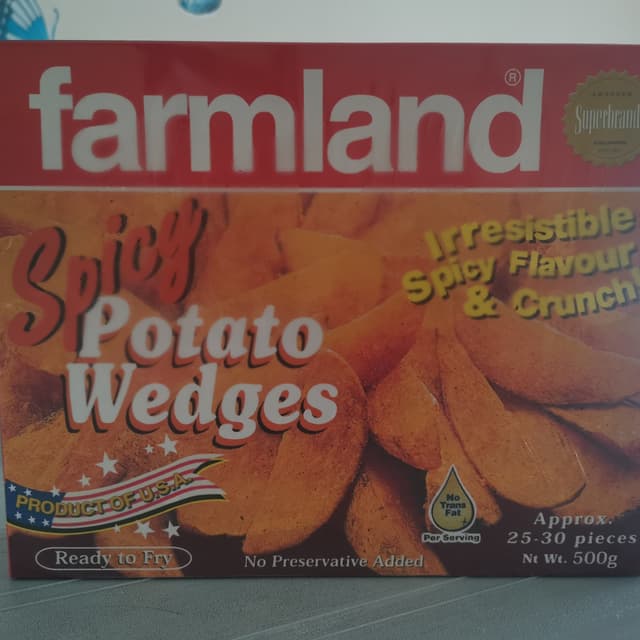 farmland®
Superbrands
Spicy
Potato
Wedges
Irresistible
Spicy Flavour
& Crunch
PRODUCT OF U.S.A.
No
Trans
Fat
Per Serving
Approx.
25-30 pieces
Nt Wt. 500g
Ready to Fry
No Preservative Added